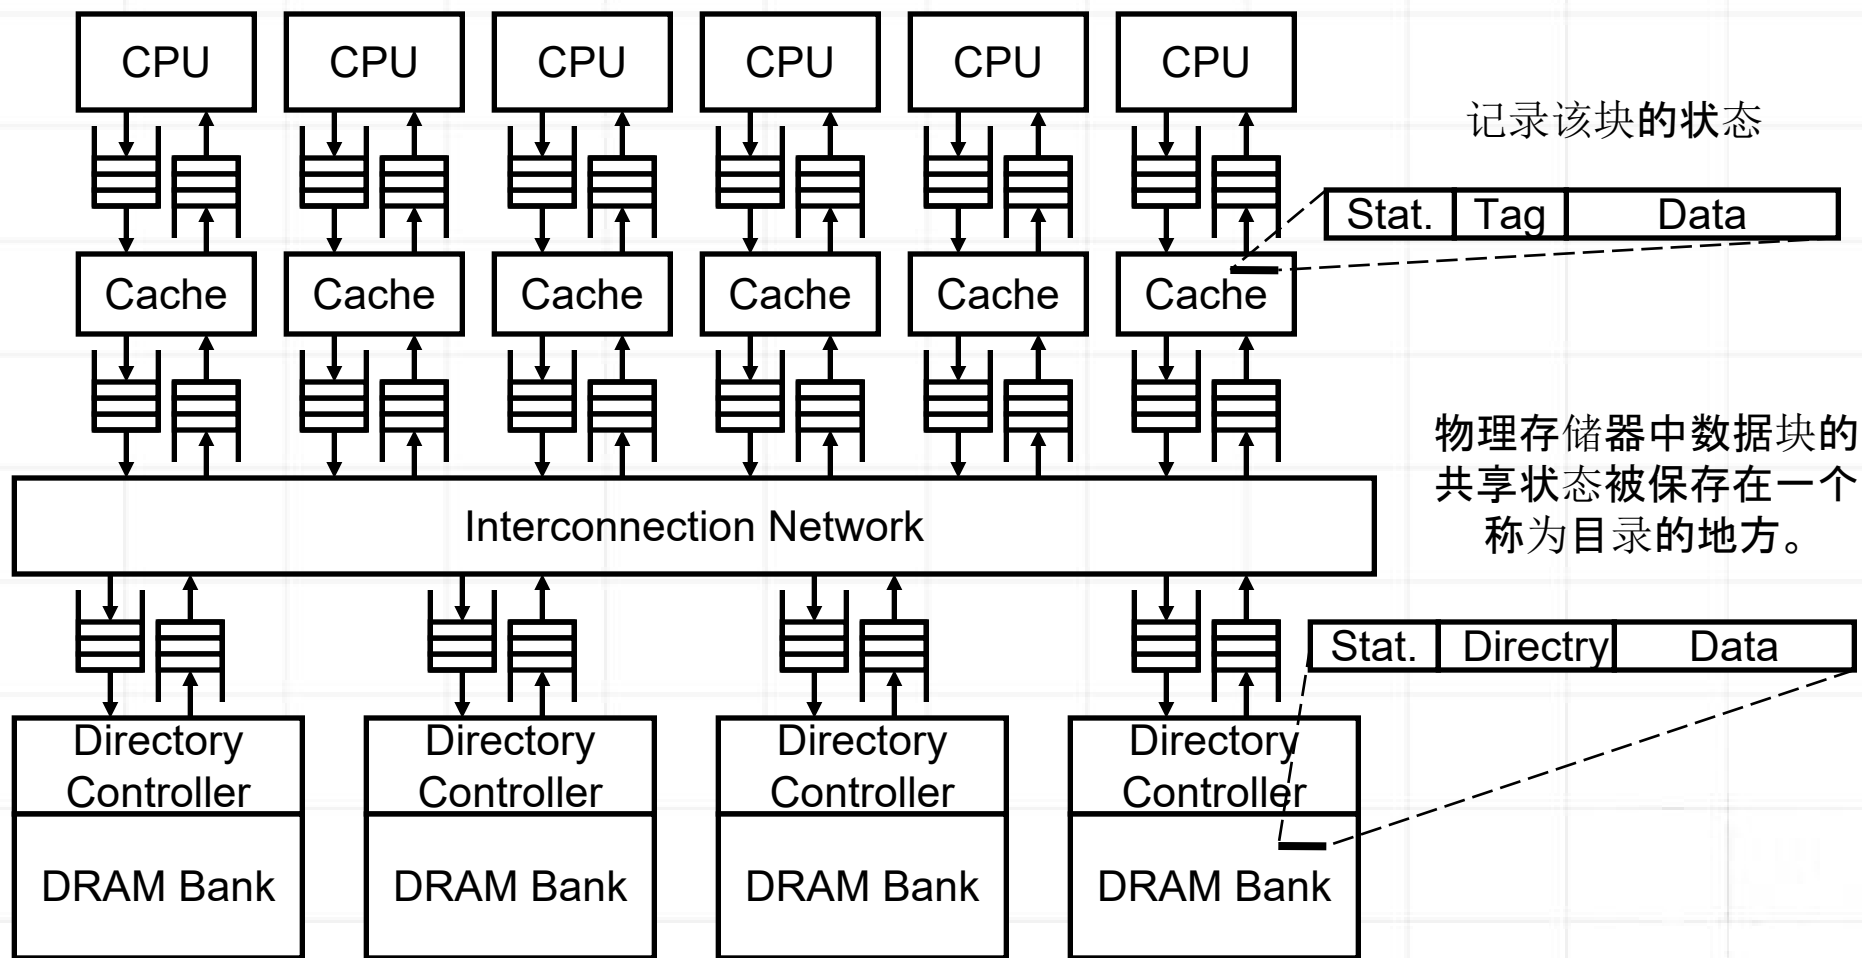 CPU CPU CPU CPU CPU CPU
记录该块的状态
Stat. Tag Data
Cache Cache Cache Cache Cache Cache
物理存储器中数据块的
共享状态被保存在一个
称为目录的地方。
Interconnection Network
Stat. Directry Data
Directory Directory Directory Directory
Controller Controller Controller Controller
DRAM Bank DRAM Bank DRAM Bank DRAM Bank